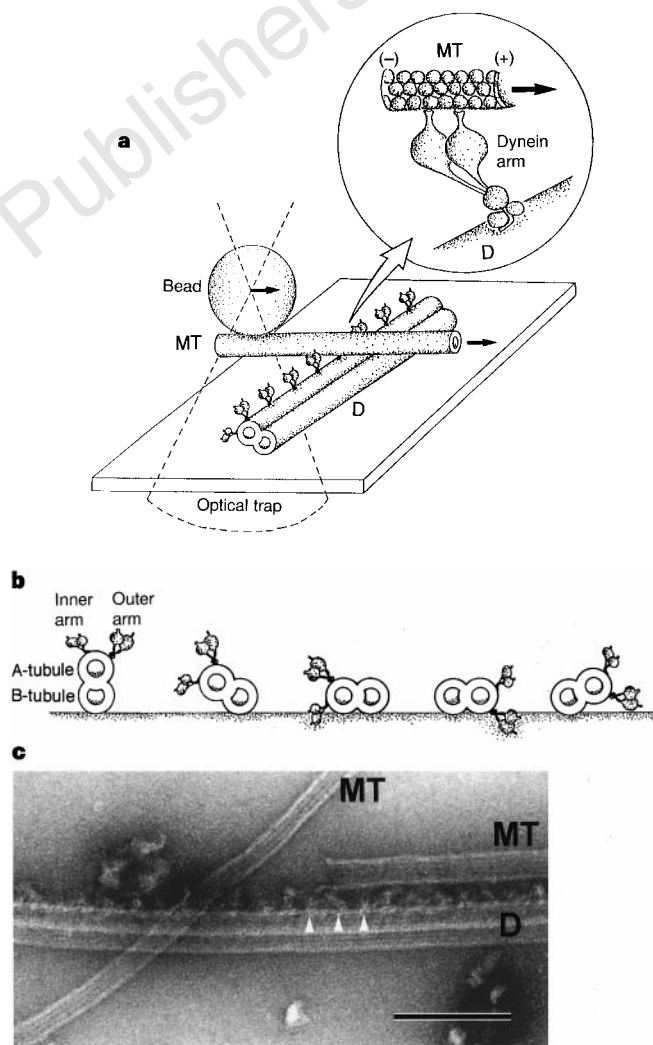 Publishers
a
(–) MT (+)
Dynein
arm
D
Bead
MT
D
Optical trap
b
Inner Outer
arm arm
A-tubule
B-tubule
c
MT
MT
D